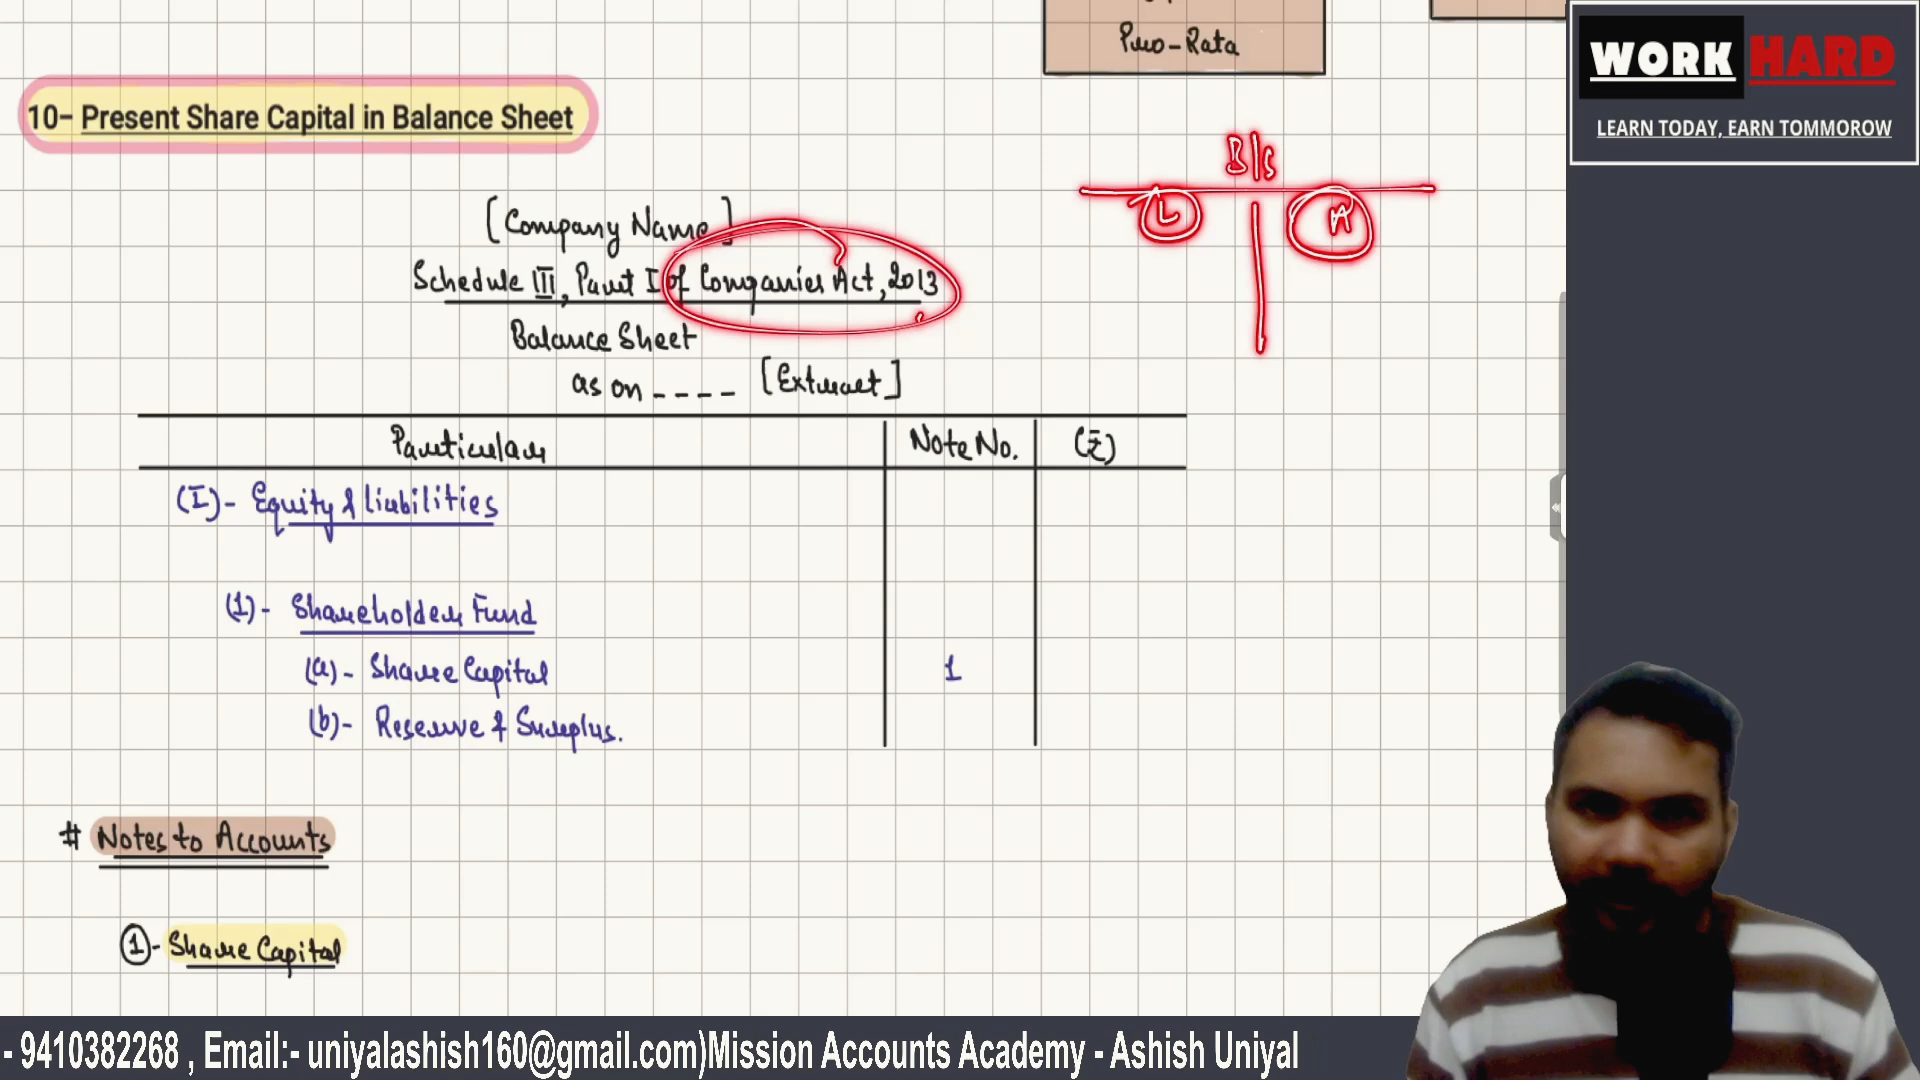 Pro-Rata
WORK HARD
LEARN TODAY, EARN TOMMOROW
10- Present Share Capital in Balance Sheet
B/S
L
A
[Company Name]
Schedule III, Part I of Companies Act, 2013
Balance Sheet
as on ---- [Extract]
Particulars
Note No.
(₹)
(I)- Equity & liabilities
(1)- Shareholders Fund
(a)- Share Capital
1
(b)- Reserve & Surplus.
# Notes to Accounts
①- Share Capital
- 9410382268 , Email:- uniyalashish160@gmail.com)Mission Accounts Academy - Ashish Uniyal